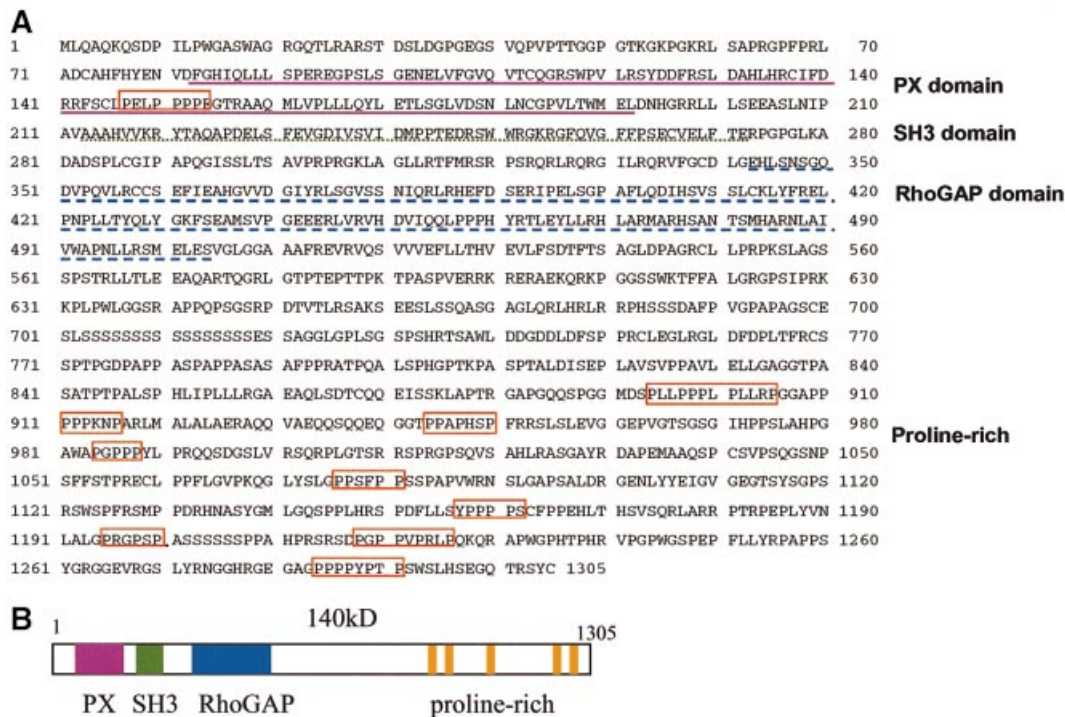 A
1 MLQAQKQSDP ILPWGASWAG RGQTLRARST DSLDGPGEGS VQPVPTTGGP GTKGKPGKRL SAPRGPFPRL 70
71 ADCAHFHYEN VDFGHIQLLL SPEREGPSLS GENELVFGVQ VTCQGRSWPV LRSYDDFRSL DAHLHRCIFD 140
PX domain
141 RRFSCLPELP PPPEGTRAAQ MLVPLLLQYL ETLSGLVDSN LNCGPVLTWM ELDNHGRRLL LSEEASLNIP 210
211 AVAAAHVVKR YTAQAPDELS FEVGDIVSVI DMPPTEDRSW WRGKRGFQVG FFPSECVELF TERPGPGLKA 280
SH3 domain
281 DADSPLCGIP APQGISSLTS AVPRPRGKLA GLLRTFMRSR PSRQRLRQRG ILRQRVFGCD LGEHLSNSGQ 350
351 DVPQVLRCCS EFIEAHGVVD GIYRLSGVSS NIQRLRHEFD SERIPELSGP AFLQDIHSVS SLCKLYFREL 420
RhoGAP domain
421 PNPLLTYQLY GKFSEAMSVP GEEERLVRVH DVIQQLPPPH YRTLEYLLRH LARMARHSAN TSMHARNLAI 490
491 VWAPNLLRSM ELESVGLGGA AAFREVRVQS VVVEFLLTHV EVLFSDTFTS AGLDPAGRCL LPRPKSLAGS 560
561 SPSTRLLTLE EAQARTQGRL GTPTEPTTPK TPASPVERRK RERAEKQRKP GGSSWKTFFA LGRGPSIPRK 630
631 KPLPWLGGSR APPQPSGSRP DTVTLRSAKS EESLSSQASG AGLQRLHRLR RPHSSSDAFP VGPAPAGSCE 700
701 SLSSSSSSSS SSSSSSSESS SAGGLGPLSG SPSHRTSAWL DDGDDLDFSP PRCLEGLRGL DFDPLTFRCS 770
771 SPTPGDPAPP ASPAPPASAS AFPPRATPQA LSPHGPTKPA SPTALDISEP LAVSVPPAVL ELLGAGGTPA 840
841 SATPTPALSP HLIPLLLRGA EAQLSDTCQQ EISSKLAPTR GAPGQQSPGG MDSPLLPPPL PLLRPGGAPP 910
911 PPPKNPARLM ALALAERAQQ VAEQQSQQEQ GGTPPAPHSP FRRSLSLEVG GEPVGTSGSG IHPPSLAHPG
Proline-rich
981 AWAPGPPPYL PRQQSDGSLV RSQRPLGTSR RSPRGPSQVS AHLRASGAYR DAPEMAAQSP CSVPSQGSNP 1050
1051 SFFSTPRECL PPFLGVPKQG LYSLGPPSFP PSSPAPVWRN SLGAPSALDR GENLYYEIGV GEGTSYSGPS 1120
1121 RSWSPFRSMP PDRHNASYGM LGQSPPLHRS PDFLLSYPPP PSCFPPEHLT HSVSQRLARR PTRPEPLYVN 1190
1191 LALGPRGPSP ASSSSSSPPA HPRSRSDPGP PVPRLPQKQR APWGPHTPHR VPGPWGSPEP FLLYRPAPPS 1260
1261 YGRGGEVRGS LYRNGGHRGE GAGPPPPYPT PSWSLHSEGQ TRSYC 1305
B
1 140kD 1305
PX SH3 RhoGAP proline-rich